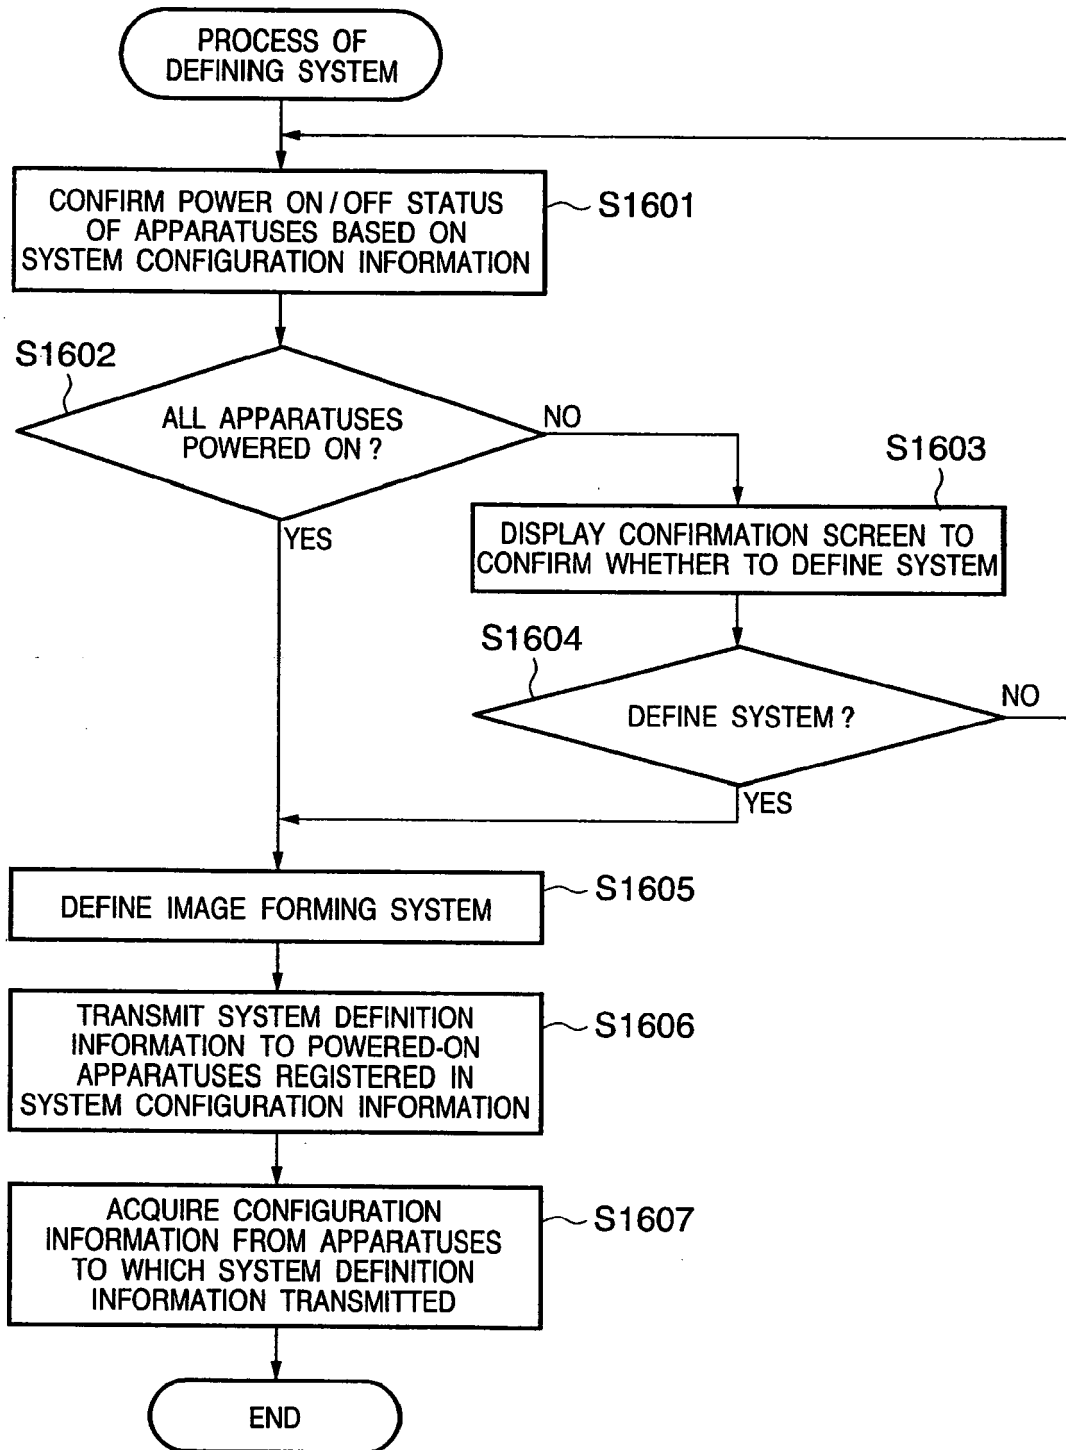 PROCESS OF
DEFINING SYSTEM
CONFIRM POWER ON/OFF STATUS
OF APPARATUSES BASED ON
SYSTEM CONFIGURATION INFORMATION
S1601
S1602
ALL APPARATUSES
POWERED ON?
NO
YES
S1603
DISPLAY CONFIRMATION SCREEN TO
CONFIRM WHETHER TO DEFINE SYSTEM
S1604
DEFINE SYSTEM?
NO
YES
DEFINE IMAGE FORMING SYSTEM
S1605
TRANSMIT SYSTEM DEFINITION
INFORMATION TO POWERED-ON
APPARATUSES REGISTERED IN
SYSTEM CONFIGURATION INFORMATION
S1606
ACQUIRE CONFIGURATION
INFORMATION FROM APPARATUSES
TO WHICH SYSTEM DEFINITION
INFORMATION TRANSMITTED
S1607
END